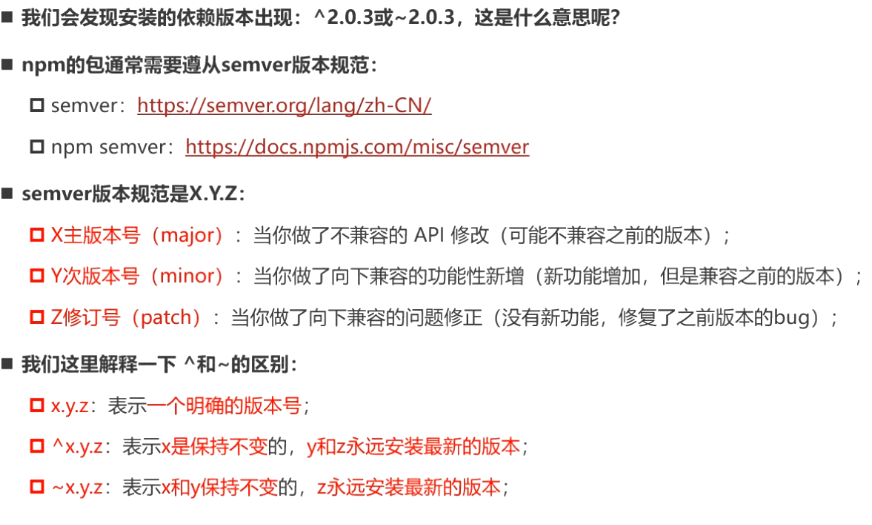 我们会发现安装的依赖版本出现：^2.0.3或~2.0.3，这是什么意思呢？
npm的包通常需要遵从semver版本规范：
semver：https://semver.org/lang/zh-CN/
npm semver：https://docs.npmjs.com/misc/semver
semver版本规范是X.Y.Z：
X主版本号（major）：当你做了不兼容的 API 修改（可能不兼容之前的版本）；
Y次版本号（minor）：当你做了向下兼容的功能性新增（新功能增加，但是兼容之前的版本）；
Z修订号（patch）：当你做了向下兼容的问题修正（没有新功能，修复了之前版本的bug）；
我们这里解释一下 ^和~的区别：
x.y.z：表示一个明确的版本号；
^x.y.z：表示x是保持不变的，y和z永远安装最新的版本；
~x.y.z：表示x和y保持不变的，z永远安装最新的版本；